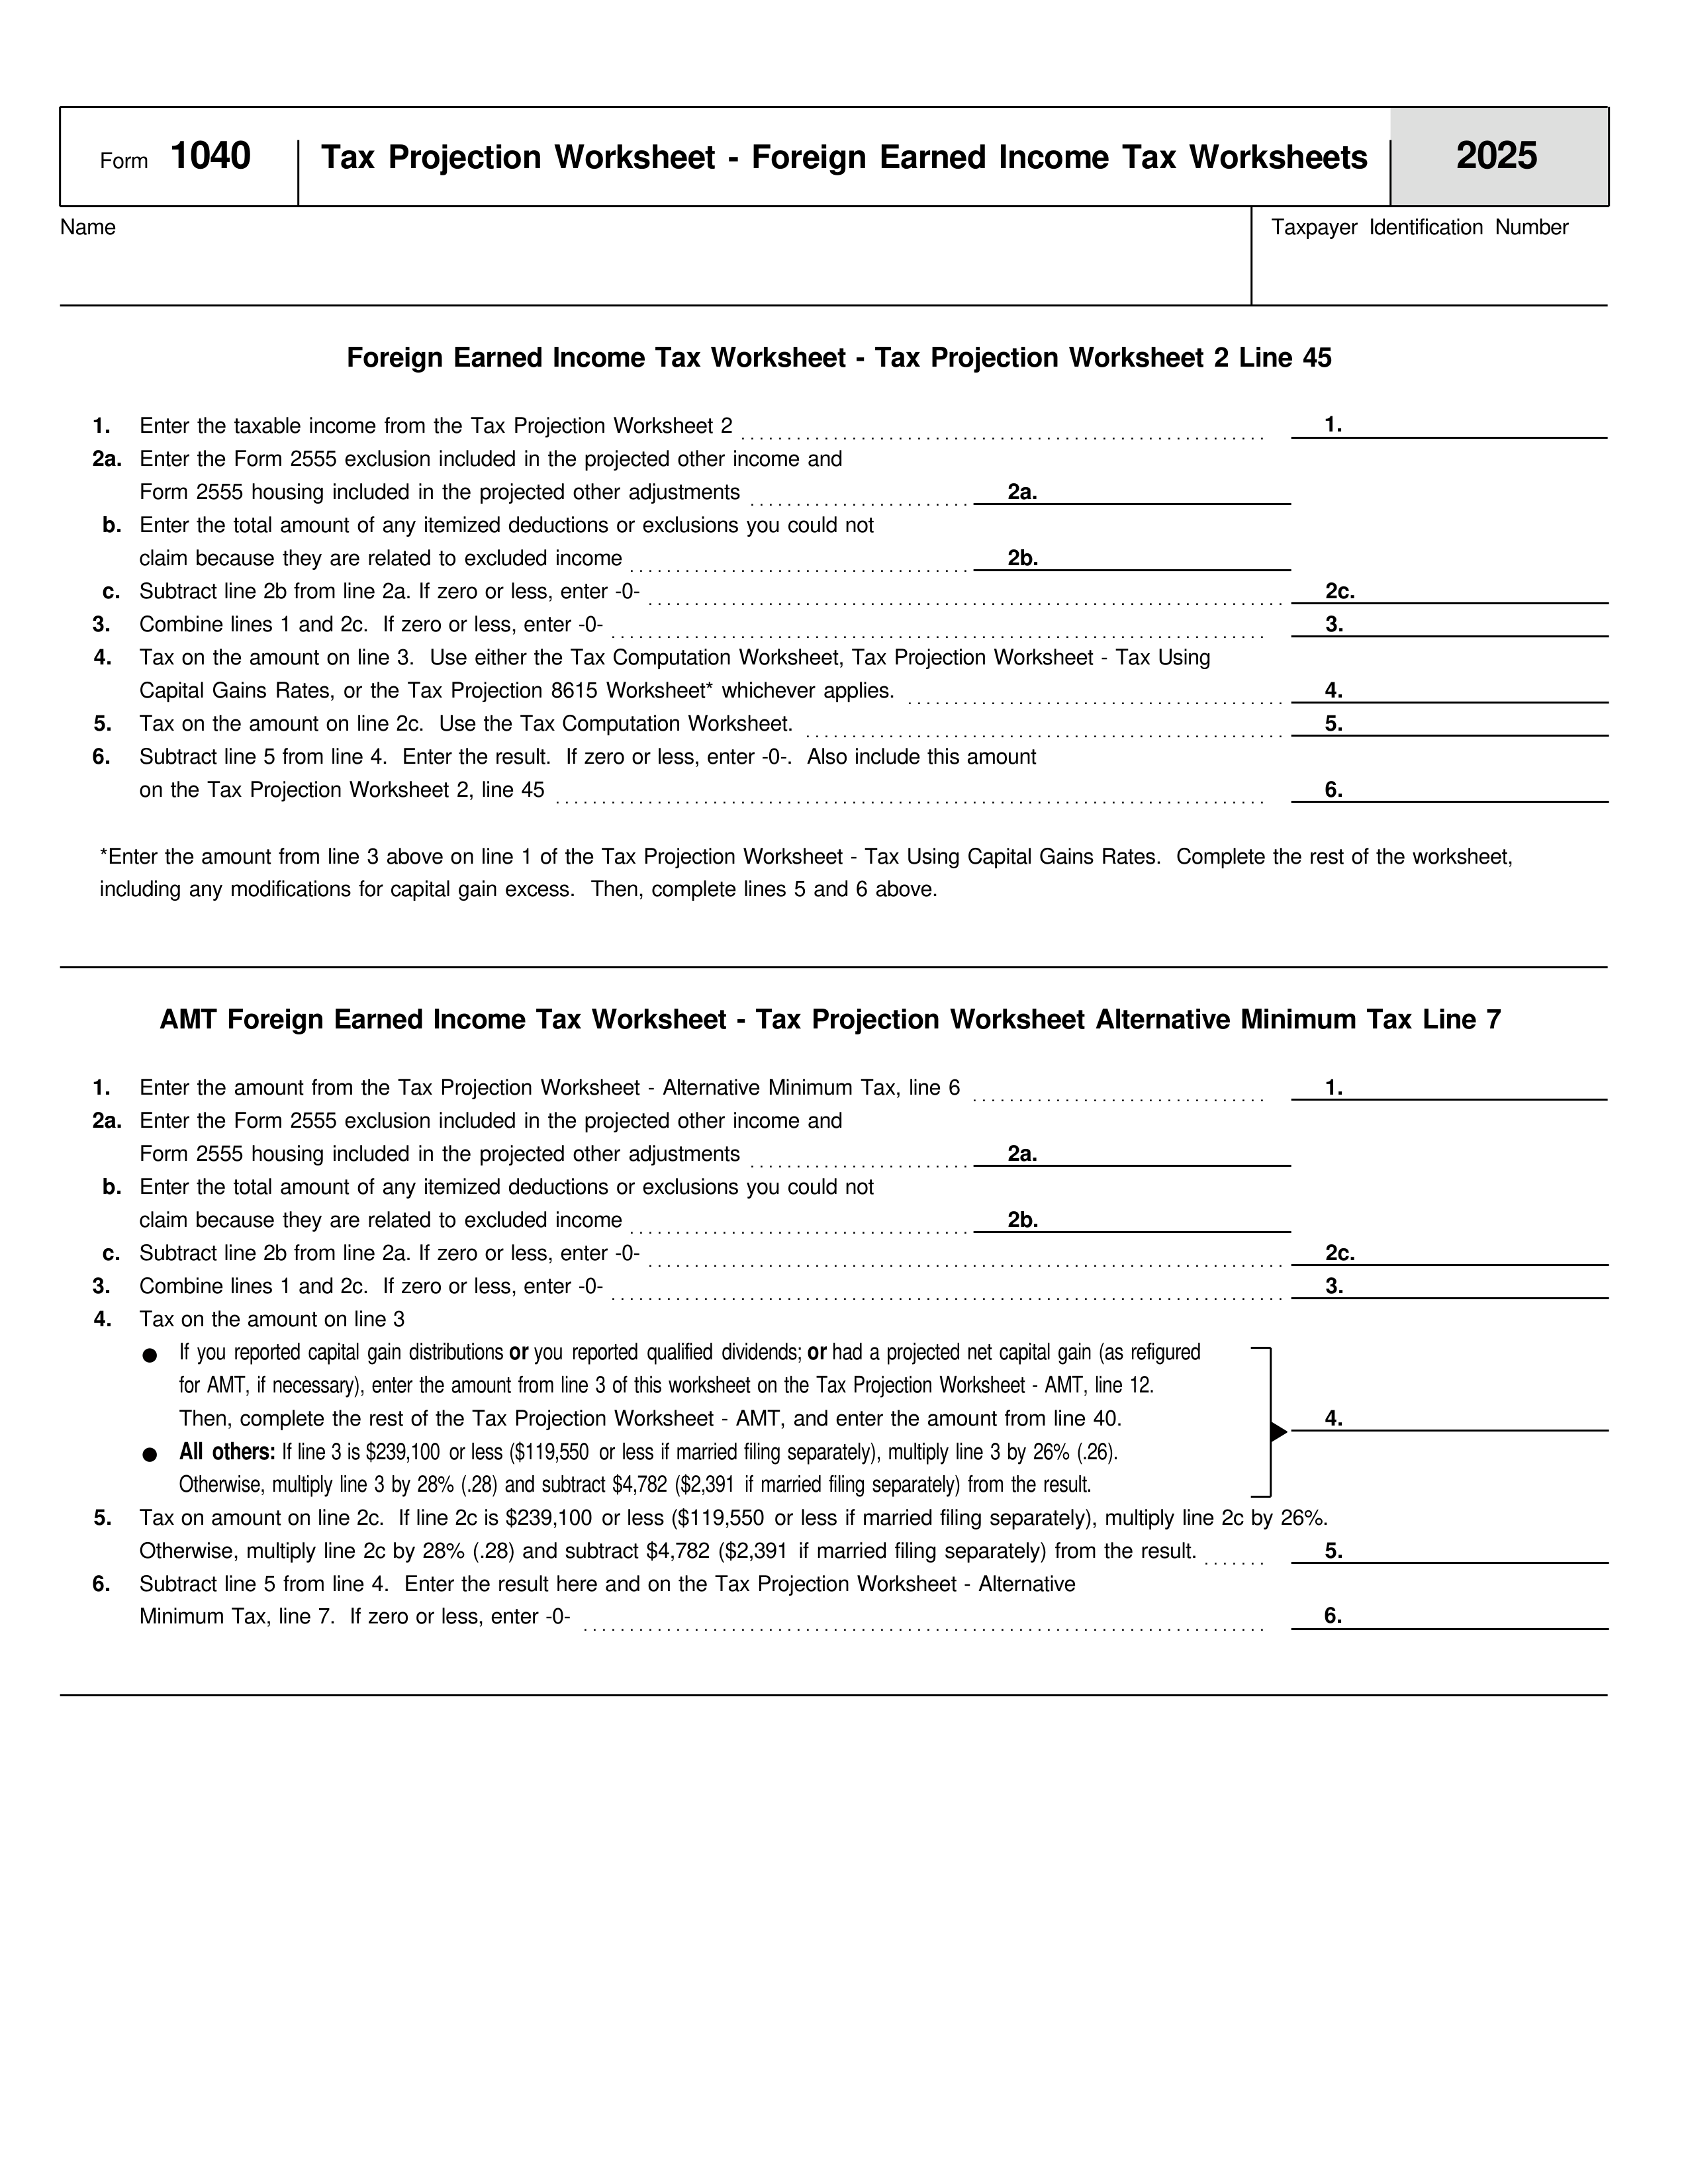 Form 1040 Tax Projection Worksheet - Foreign Earned Income Tax Worksheets 2025
Name Taxpayer Identification Number
Foreign Earned Income Tax Worksheet - Tax Projection Worksheet 2 Line 45
1. Enter the taxable income from the Tax Projection Worksheet 2 1.
2a. Enter the Form 2555 exclusion included in the projected other income and
Form 2555 housing included in the projected other adjustments 2a.
b. Enter the total amount of any itemized deductions or exclusions you could not
claim because they are related to excluded income 2b.
c. Subtract line 2b from line 2a. If zero or less, enter -0- 2c.
3. Combine lines 1 and 2c. If zero or less, enter -0- 3.
4. Tax on the amount on line 3. Use either the Tax Computation Worksheet, Tax Projection Worksheet - Tax Using
Capital Gains Rates, or the Tax Projection 8615 Worksheet* whichever applies. 4.
5. Tax on the amount on line 2c. Use the Tax Computation Worksheet. 5.
6. Subtract line 5 from line 4. Enter the result. If zero or less, enter -0-. Also include this amount
on the Tax Projection Worksheet 2, line 45 6.
*Enter the amount from line 3 above on line 1 of the Tax Projection Worksheet - Tax Using Capital Gains Rates. Complete the rest of the worksheet,
including any modifications for capital gain excess. Then, complete lines 5 and 6 above.
AMT Foreign Earned Income Tax Worksheet - Tax Projection Worksheet Alternative Minimum Tax Line 7
1. Enter the amount from the Tax Projection Worksheet - Alternative Minimum Tax, line 6 1.
2a. Enter the Form 2555 exclusion included in the projected other income and
Form 2555 housing included in the projected other adjustments 2a.
b. Enter the total amount of any itemized deductions or exclusions you could not
claim because they are related to excluded income 2b.
c. Subtract line 2b from line 2a. If zero or less, enter -0- 2c.
3. Combine lines 1 and 2c. If zero or less, enter -0- 3.
4. Tax on the amount on line 3
● If you reported capital gain distributions or you reported qualified dividends; or had a projected net capital gain (as refigured
for AMT, if necessary), enter the amount from line 3 of this worksheet on the Tax Projection Worksheet - AMT, line 12.
Then, complete the rest of the Tax Projection Worksheet - AMT, and enter the amount from line 40. 4.
● All others: If line 3 is $239,100 or less ($119,550 or less if married filing separately), multiply line 3 by 26% (.26).
Otherwise, multiply line 3 by 28% (.28) and subtract $4,782 ($2,391 if married filing separately) from the result.
5. Tax on amount on line 2c. If line 2c is $239,100 or less ($119,550 or less if married filing separately), multiply line 2c by 26%.
Otherwise, multiply line 2c by 28% (.28) and subtract $4,782 ($2,391 if married filing separately) from the result. 5.
6. Subtract line 5 from line 4. Enter the result here and on the Tax Projection Worksheet - Alternative
Minimum Tax, line 7. If zero or less, enter -0- 6.